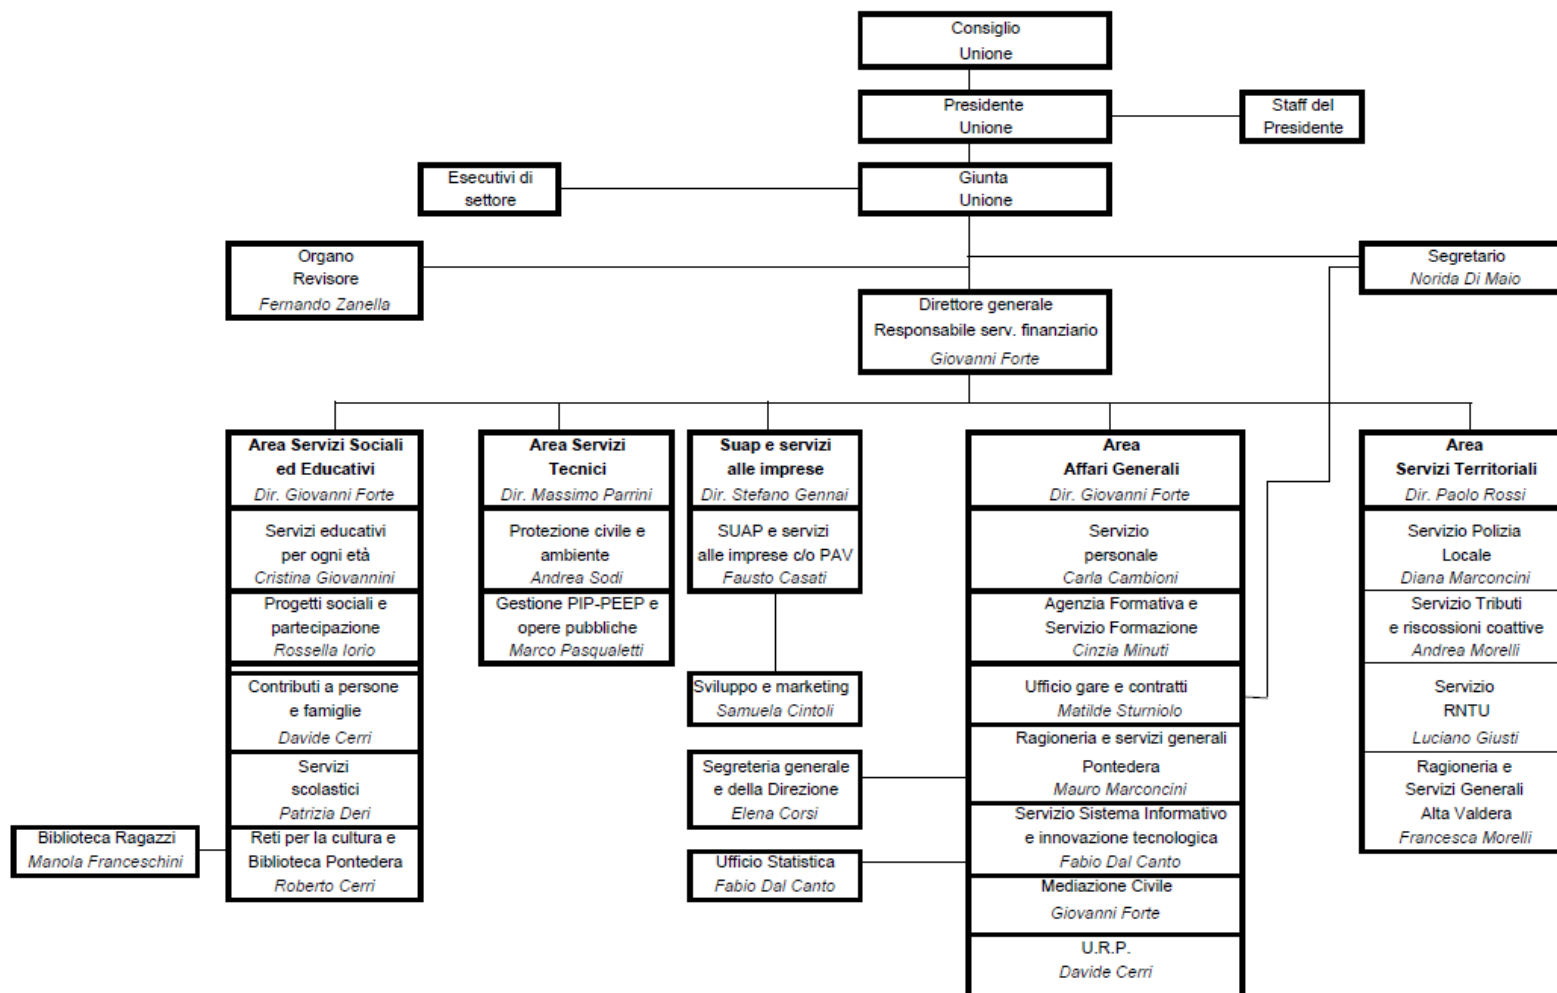 Consiglio
Unione
Presidente
Unione
Staff del
Presidente
Esecutivi di
settore
Giunta
Unione
Organo
Revisore
Fernando Zanella
Segretario
Norida Di Maio
Direttore generale
Responsabile serv. finanziario
Giovanni Forte
Area Servizi Sociali
ed Educativi
Dir. Giovanni Forte
Servizi educativi
per ogni età
Cristina Giovannini
Progetti sociali e
partecipazione
Rossella Iorio
Contributi a persone
e famiglie
Davide Cerri
Servizi
scolastici
Patrizia Deri
Reti per la cultura e
Biblioteca Pontedera
Roberto Cerri
Biblioteca Ragazzi
Manola Franceschini
Area Servizi
Tecnici
Dir. Massimo Parrini
Protezione civile e
ambiente
Andrea Sodi
Gestione PIP-PEEP e
opere pubbliche
Marco Pasqualetti
Suap e servizi
alle imprese
Dir. Stefano Gennai
SUAP e servizi
alle imprese c/o PAV
Fausto Casati
Sviluppo e marketing
Samuela Cintoli
Segreteria generale
e della Direzione
Elena Corsi
Ufficio Statistica
Fabio Dal Canto
Area
Affari Generali
Dir. Giovanni Forte
Servizio
personale
Carla Cambioni
Agenzia Formativa e
Servizio Formazione
Cinzia Minuti
Ufficio gare e contratti
Matilde Sturniolo
Ragioneria e servizi generali
Pontedera
Mauro Marconcini
Servizio Sistema Informativo
e innovazione tecnologica
Fabio Dal Canto
Mediazione Civile
Giovanni Forte
U.R.P.
Davide Cerri
Area
Servizi Territoriali
Dir. Paolo Rossi
Servizio Polizia
Locale
Diana Marconcini
Servizio Tributi
e riscossioni coattive
Andrea Morelli
Servizio
RNTU
Luciano Giusti
Ragioneria e
Servizi Generali
Alta Valdera
Francesca Morelli